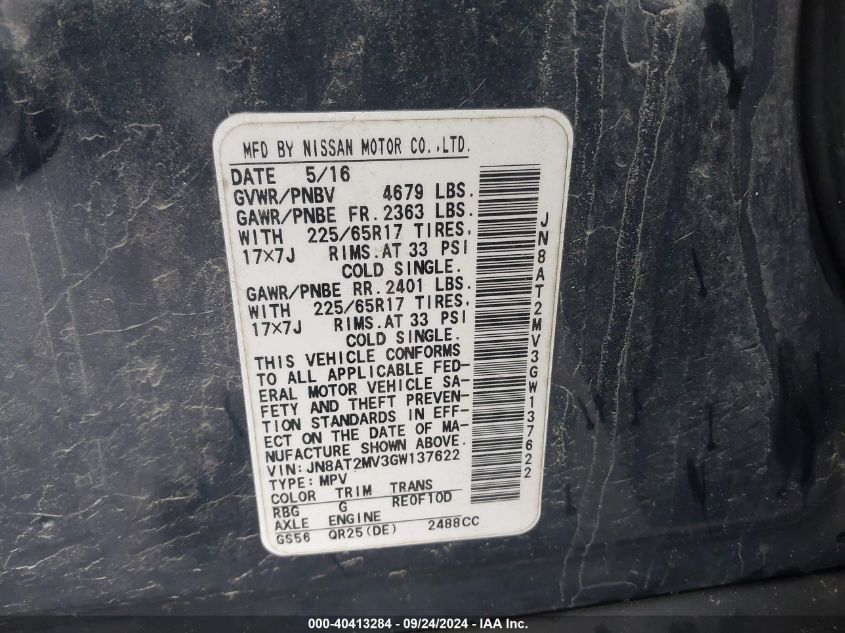 MFD BY NISSAN MOTOR CO.,LTD.
DATE 5/16
GVWR/PNBV 4679 LBS.
GAWR/PNBE FR. 2363 LBS.
WITH 225/65R17 TIRES.
17×7J RIMS.AT 33 PSI
COLD SINGLE.
GAWR/PNBE RR. 2401 LBS.
WITH 225/65R17 TIRES.
17×7J RIMS.AT 33 PSI
COLD SINGLE.
THIS VEHICLE CONFORMS
TO ALL APPLICABLE FED-
ERAL MOTOR VEHICLE SA-
FETY AND THEFT PREVEN-
TION STANDARDS IN EFF-
ECT ON THE DATE OF MA-
NUFACTURE SHOWN ABOVE.
VIN: JN8AT2MV3GW137622
TYPE: MPV
COLOR TRIM TRANS
RBG G RE0F10D
AXLE ENGINE
GS56 QR25(DE) 2488CC
JN8AT2MV3GW137622
000-40413284 - 09/24/2024 - IAA Inc.